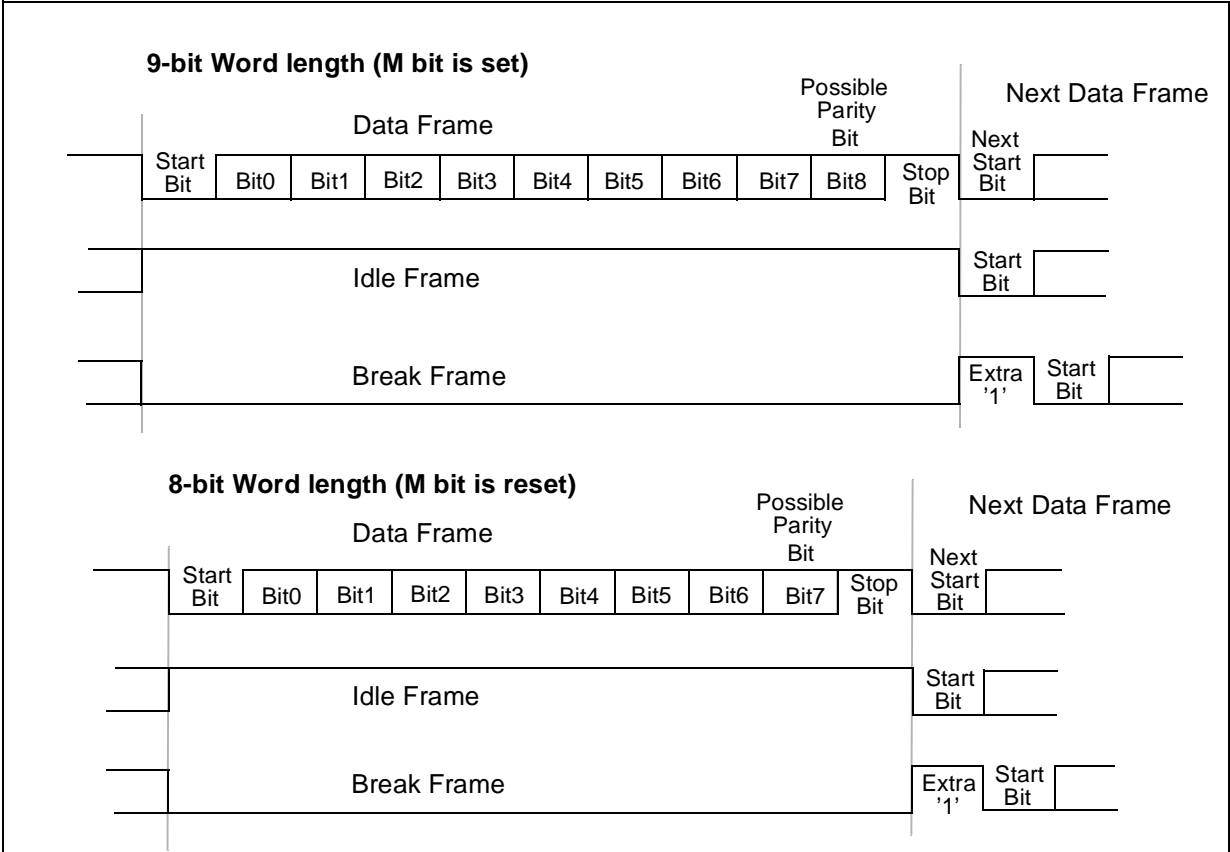 9-bit Word length (M bit is set)
Possible
Parity
Bit
Next Data Frame
Data Frame
Next
Start
Bit
Start
Bit
Bit0
Bit1
Bit2
Bit3
Bit4
Bit5
Bit6
Bit7
Bit8
Stop
Bit
Idle Frame
Start
Bit
Break Frame
Extra
'1'
Start
Bit
8-bit Word length (M bit is reset)
Possible
Parity
Bit
Next Data Frame
Data Frame
Next
Start
Bit
Start
Bit
Bit0
Bit1
Bit2
Bit3
Bit4
Bit5
Bit6
Bit7
Stop
Bit
Idle Frame
Start
Bit
Break Frame
Extra
'1'
Start
Bit